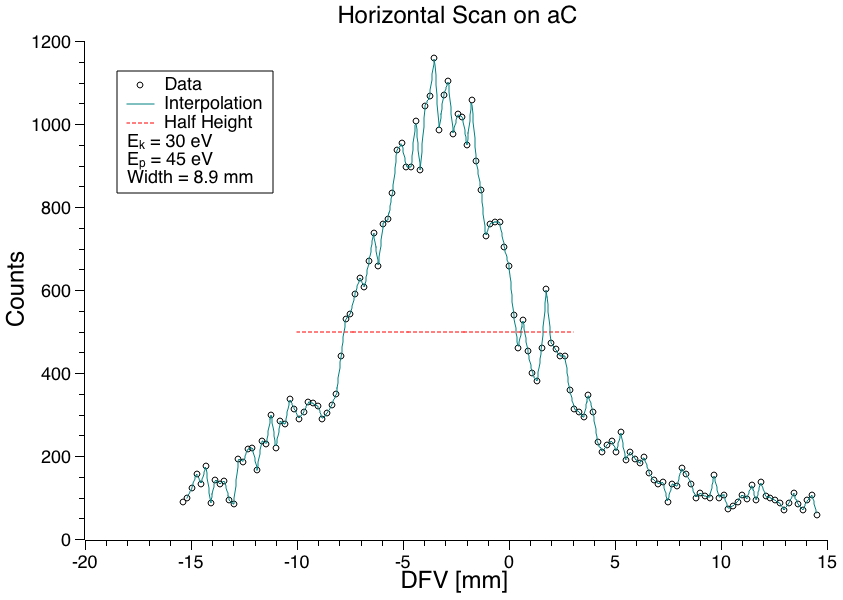 Horizontal Scan on aC
1200
1000
800
600
400
200
0
Counts
Data
Interpolation
Half Height
Eₖ = 30 eV
Eₚ = 45 eV
Width = 8.9 mm
-20 -15 -10 -5 0 5 10 15
DFV [mm]